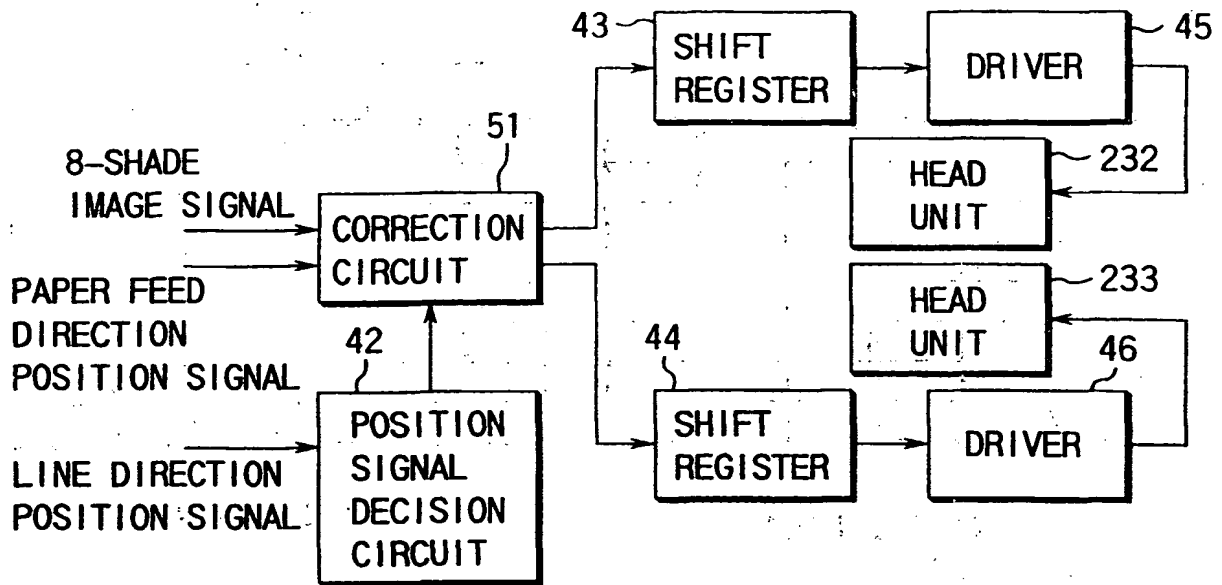 43
SHIFT
REGISTER
45
DRIVER
232
HEAD
UNIT
51
8-SHADE
IMAGE SIGNAL
CORRECTION
CIRCUIT
PAPER FEED
DIRECTION
POSITION SIGNAL
233
HEAD
UNIT
42
POSITION
SIGNAL
DECISION
CIRCUIT
LINE DIRECTION
POSITION SIGNAL
44
SHIFT
REGISTER
46
DRIVER